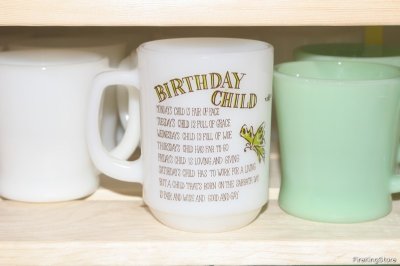 BIRTHDAY
CHILD
MONDAY'S CHILD IS FAIR OF FACE
TUESDAY'S CHILD IS FULL OF GRACE
WEDNESDAY'S CHILD IS FULL OF WOE
THURSDAY'S CHILD HAS FAR TO GO
FRIDAY'S CHILD IS LOVING AND GIVING
SATURDAY'S CHILD HAS TO WORK FOR A LIVING
BUT A CHILD THAT'S BORN ON THE SABBATH DAY
IS FAIR AND WISE AND GOOD AND GAY
FireKingStore